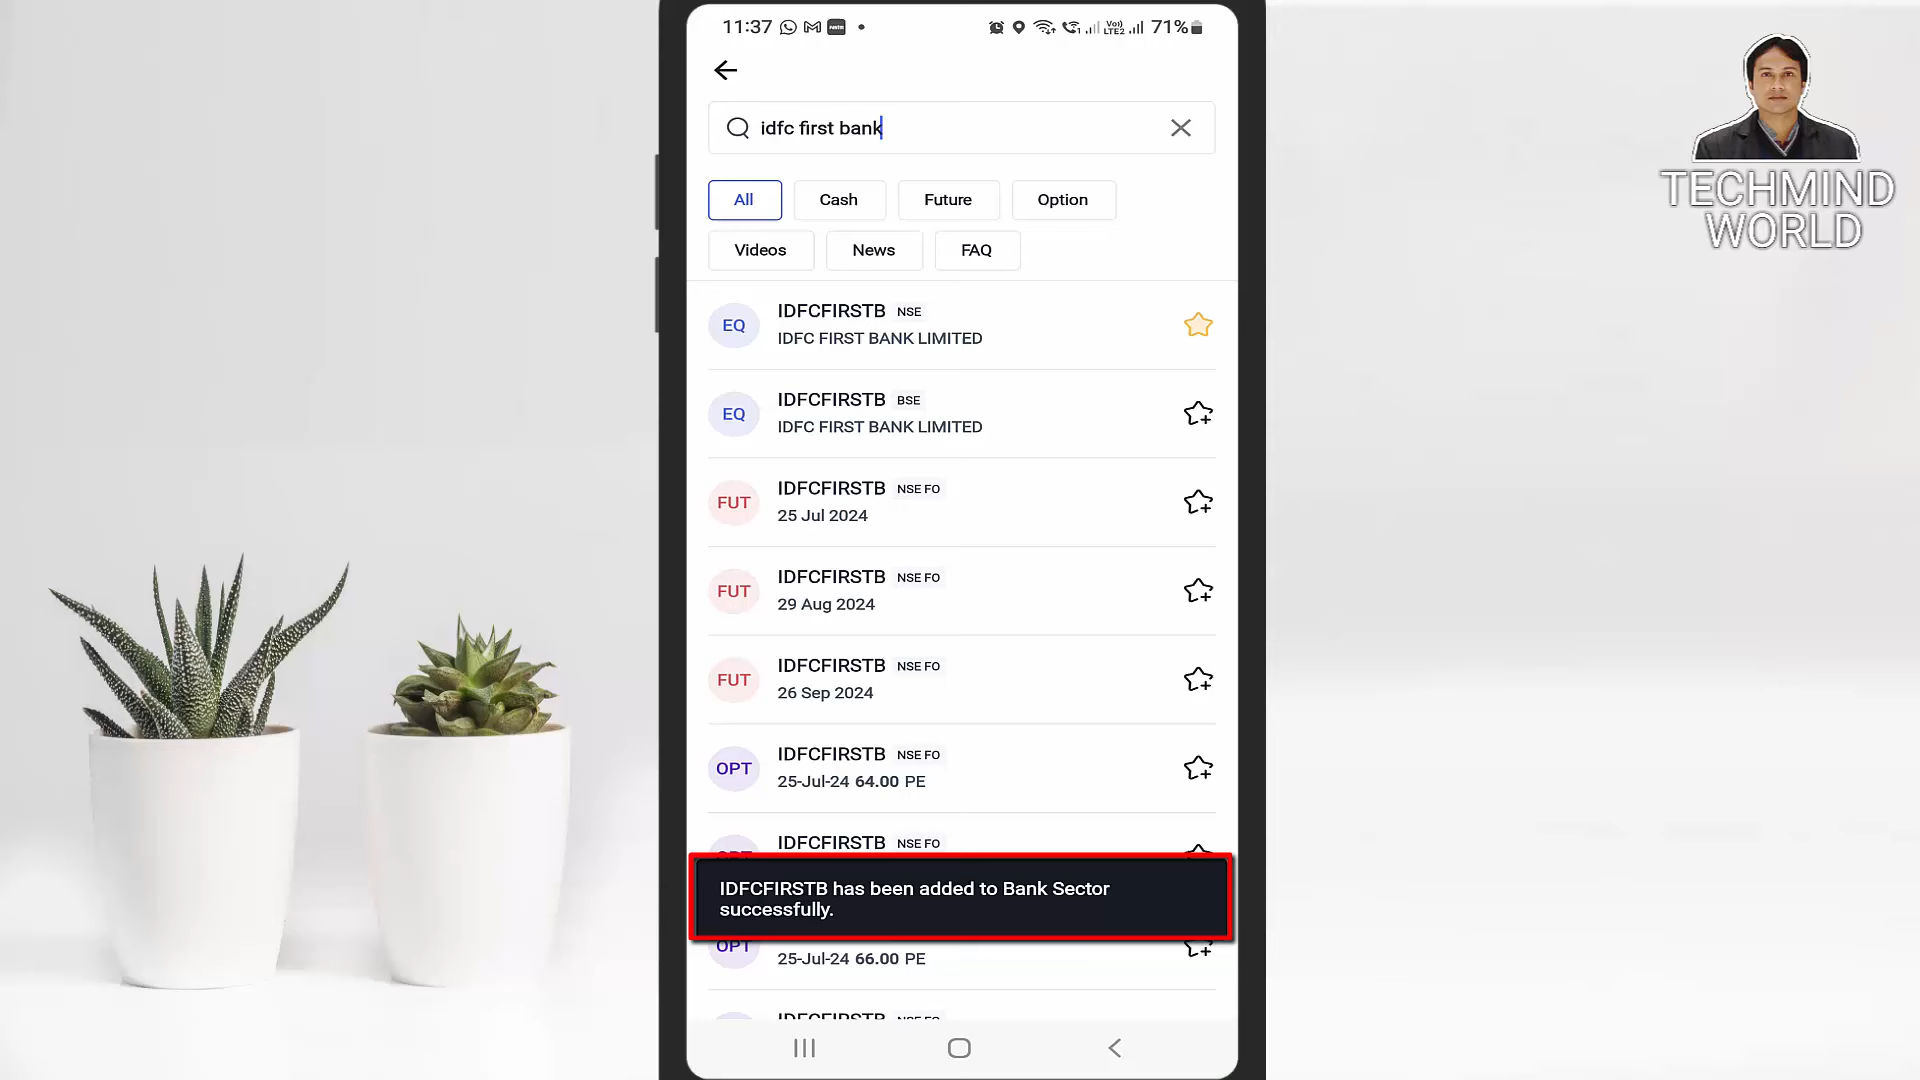 11:37
Vo))
LTE2
71%
idfc first bank
All
Cash
Future
Option
Videos
News
FAQ
EQ
IDFCFIRSTB NSE
IDFC FIRST BANK LIMITED
EQ
IDFCFIRSTB BSE
IDFC FIRST BANK LIMITED
FUT
IDFCFIRSTB NSE FO
25 Jul 2024
FUT
IDFCFIRSTB NSE FO
29 Aug 2024
FUT
IDFCFIRSTB NSE FO
26 Sep 2024
OPT
IDFCFIRSTB NSE FO
25-Jul-24 64.00 PE
OPT
IDFCFIRSTB NSE FO
IDFCFIRSTB has been added to Bank Sector
successfully.
OPT
25-Jul-24 66.00 PE
IDFCFIRSTB NSE FO
TECHMIND
WORLD